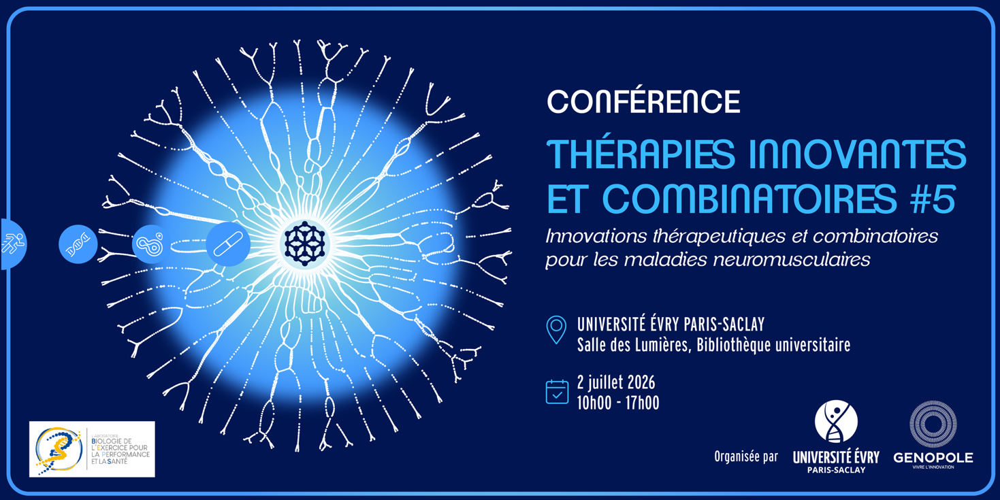 CONFÉRENCE
THÉRAPIES INNOVANTES
ET COMBINATOIRES #5
Innovations thérapeutiques et combinatoires
pour les maladies neuromusculaires
UNIVERSITÉ ÉVRY PARIS-SACLAY
Salle des Lumières, Bibliothèque universitaire
2 juillet 2026
10h00 - 17h00
LABORATOIRE
BIOLOGIE DE
L'EXERCICE POUR
LA PERFORMANCE
ET LA SANTÉ
Organisée par
UNIVERSITÉ ÉVRY
PARIS-SACLAY
GENOPOLE
VIVRE L'INNOVATION